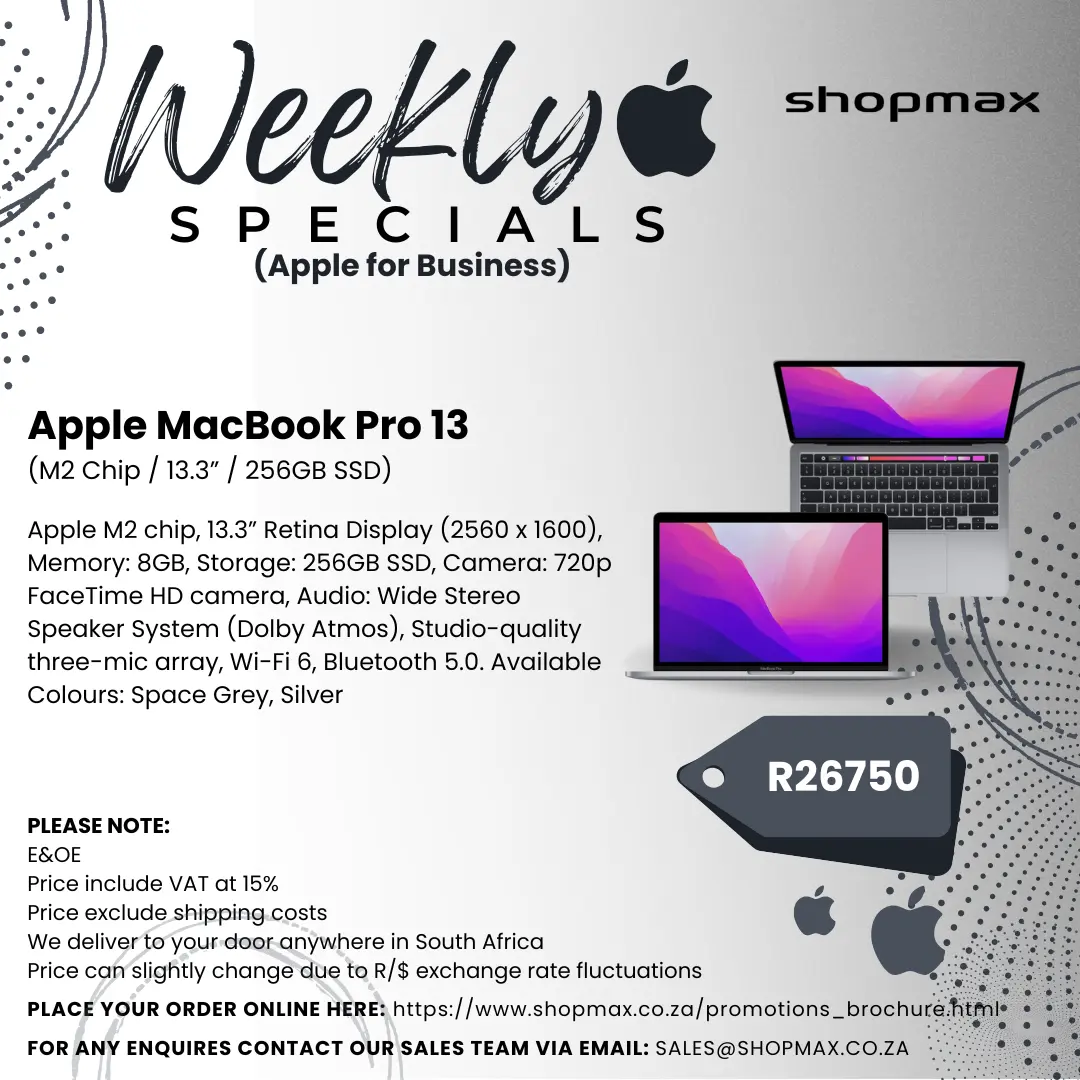 Weekly
shopmax
SPECIALS
(Apple for Business)
Apple MacBook Pro 13
(M2 Chip / 13.3” / 256GB SSD)
Apple M2 chip, 13.3” Retina Display (2560 x 1600),
Memory: 8GB, Storage: 256GB SSD, Camera: 720p
FaceTime HD camera, Audio: Wide Stereo
Speaker System (Dolby Atmos), Studio-quality
three-mic array, Wi-Fi 6, Bluetooth 5.0. Available
Colours: Space Grey, Silver
MacBook Pro
R26750
PLEASE NOTE:
E&OE
Price include VAT at 15%
Price exclude shipping costs
We deliver to your door anywhere in South Africa
Price can slightly change due to R/$ exchange rate fluctuations
PLACE YOUR ORDER ONLINE HERE: https://www.shopmax.co.za/promotions_brochure.html
FOR ANY ENQUIRES CONTACT OUR SALES TEAM VIA EMAIL: SALES@SHOPMAX.CO.ZA